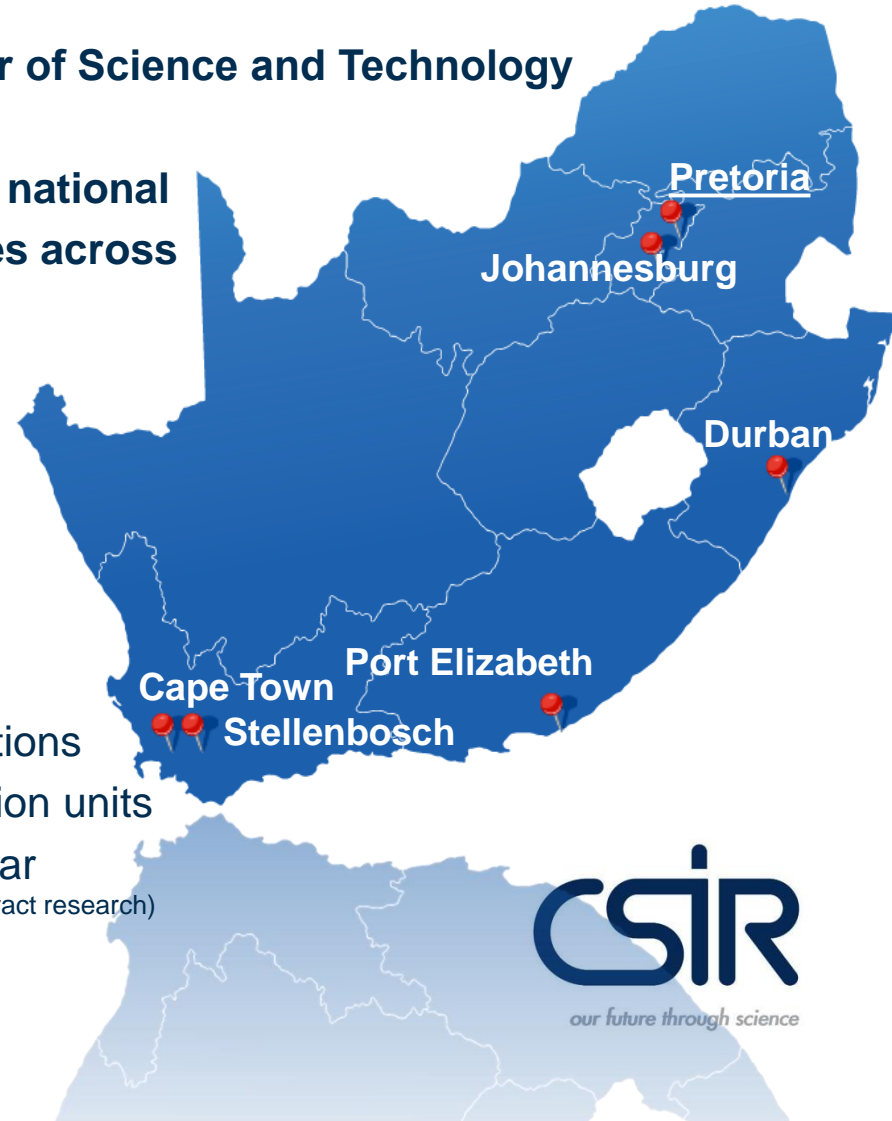 r of Science and Technology
national
es across
Pretoria
Johannesburg
Durban
Port Elizabeth
Cape Town
Stellenbosch
tions
ion units
ar
ract research)
CSIR
our future through science